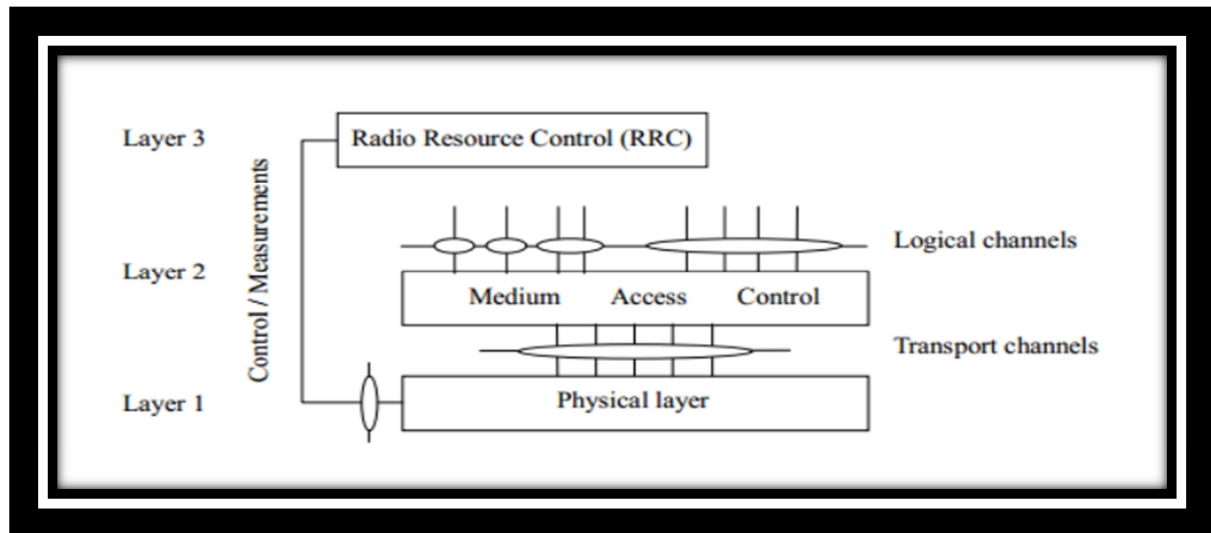 Layer 3
Radio Resource Control (RRC)
Control / Measurements
Logical channels
Layer 2
Medium Access Control
Transport channels
Layer 1
Physical layer